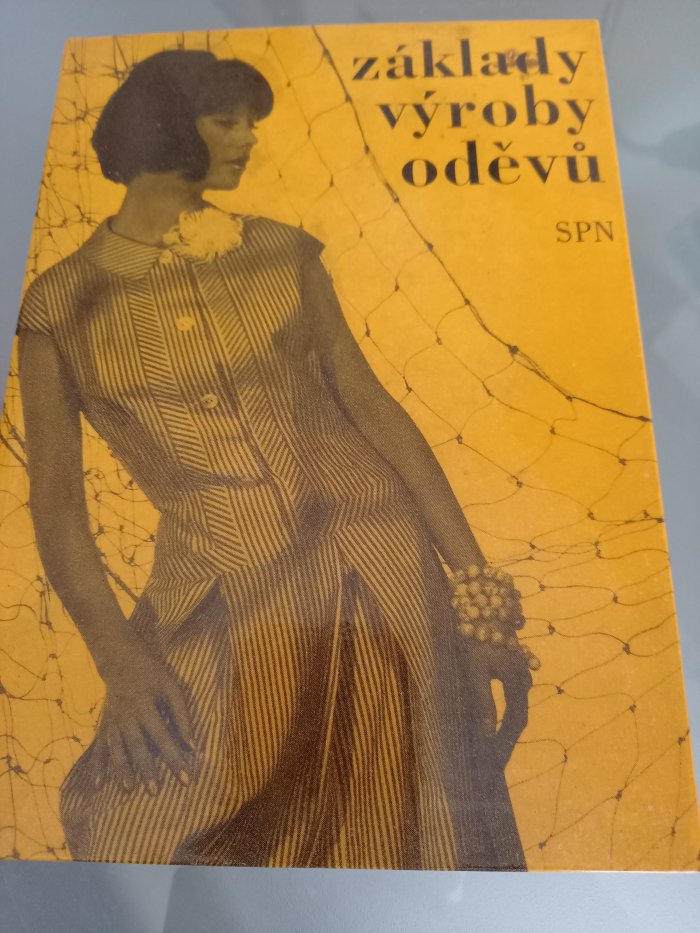 základy
výroby
oděvů
SPN